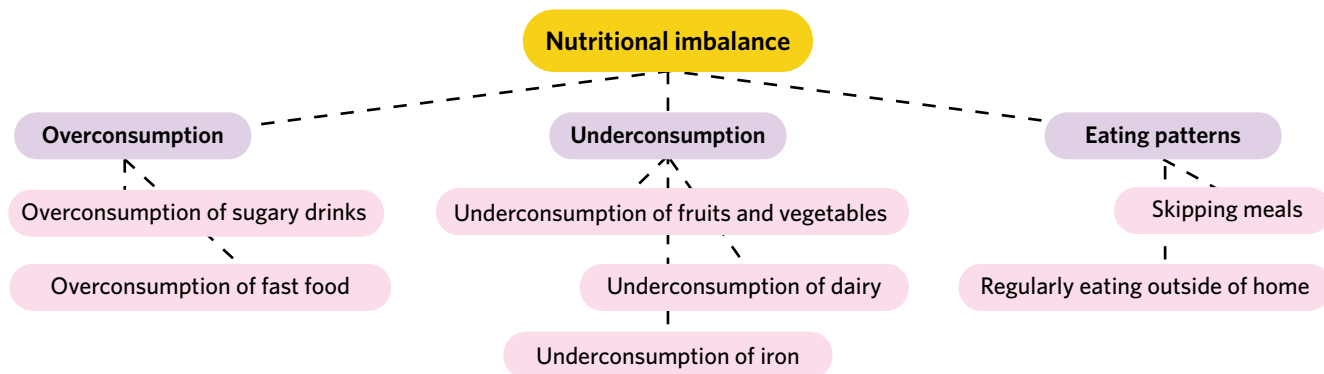 Nutritional imbalance
Overconsumption
Underconsumption
Eating patterns
Overconsumption of sugary drinks
Underconsumption of fruits and vegetables
Skipping meals
Overconsumption of fast food
Underconsumption of dairy
Regularly eating outside of home
Underconsumption of iron